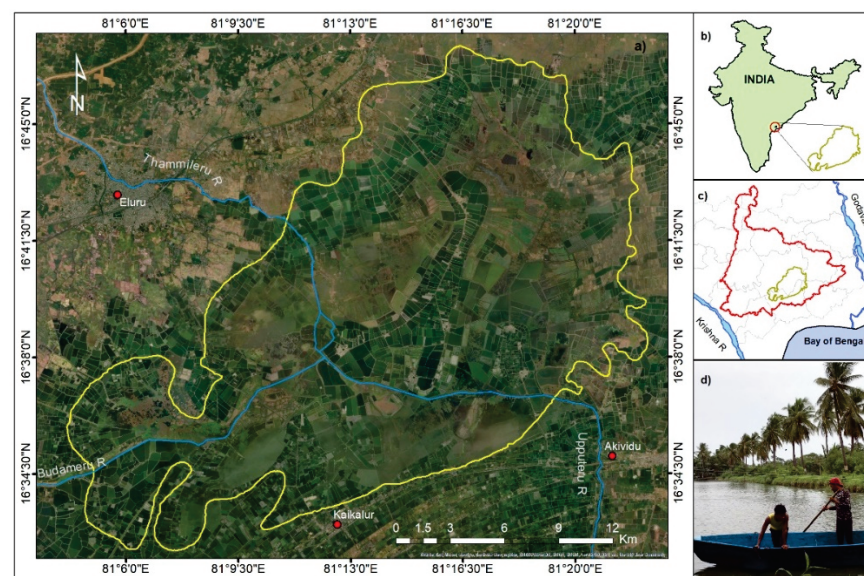 81°6'0"E
81°9'30"E
81°13'0"E
81°16'30"E
81°20'0"E
a)
N
16°45'0"N
16°41'30"N
16°38'0"N
16°34'30"N
16°45'0"N
16°41'30"N
16°38'0"N
16°34'30"N
Thammileru R
Eluru
Budameru R
Upputeru R
Akividu
Kaikalur
0 1.5 3 6 9 12
Km
81°6'0"E
81°9'30"E
81°13'0"E
81°16'30"E
81°20'0"E
b)
INDIA
c)
Krishna R
Bay of Benga
d)